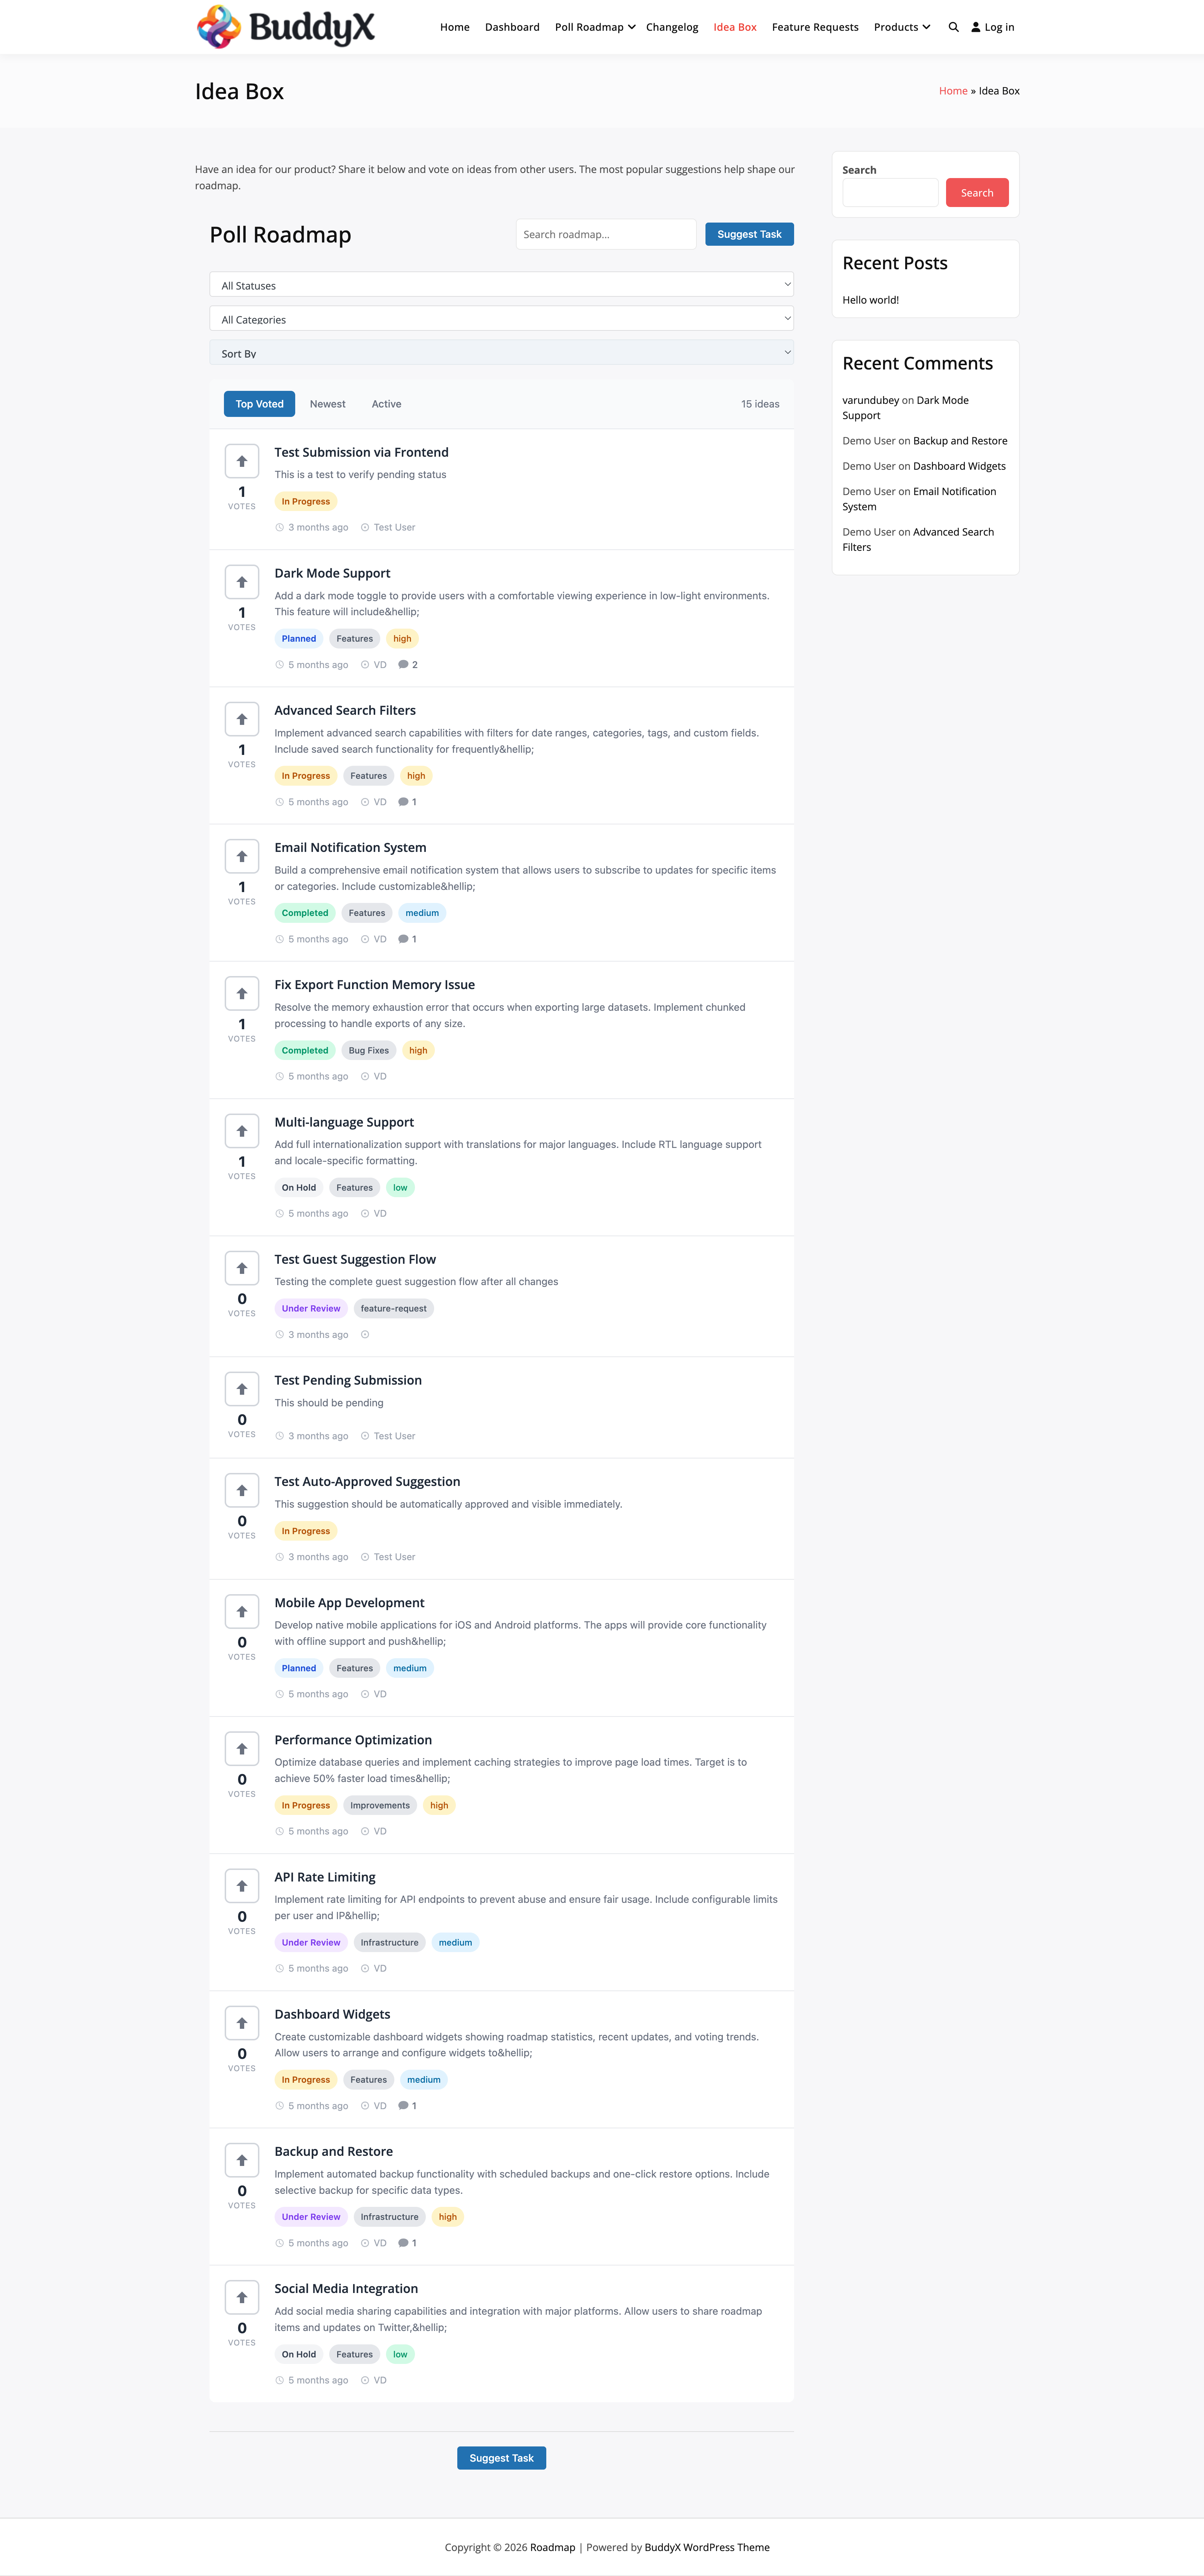 BuddyX
Home Dashboard Poll Roadmap Changelog Idea Box Feature Requests Products Log in
Idea Box
Home » Idea Box
Have an idea for our product? Share it below and vote on ideas from other users. The most popular suggestions help shape our
roadmap.
Poll Roadmap
Search roadmap...
Suggest Task
All Statuses
All Categories
Sort By
Top Voted Newest Active 15 ideas
Test Submission via Frontend
This is a test to verify pending status
1
VOTES
In Progress
3 months ago Test User
Dark Mode Support
Add a dark mode toggle to provide users with a comfortable viewing experience in low-light environments.
This feature will include&hellip;
1
VOTES
Planned Features high
5 months ago VD 2
Advanced Search Filters
Implement advanced search capabilities with filters for date ranges, categories, tags, and custom fields.
Include saved search functionality for frequently&hellip;
1
VOTES
In Progress Features high
5 months ago VD 1
Email Notification System
Build a comprehensive email notification system that allows users to subscribe to updates for specific items
or categories. Include customizable&hellip;
1
VOTES
Completed Features medium
5 months ago VD 1
Fix Export Function Memory Issue
Resolve the memory exhaustion error that occurs when exporting large datasets. Implement chunked
processing to handle exports of any size.
1
VOTES
Completed Bug Fixes high
5 months ago VD
Multi-language Support
Add full internationalization support with translations for major languages. Include RTL language support
and locale-specific formatting.
1
VOTES
On Hold Features low
5 months ago VD
Test Guest Suggestion Flow
Testing the complete guest suggestion flow after all changes
0
VOTES
Under Review feature-request
3 months ago
Test Pending Submission
This should be pending
0
VOTES
3 months ago Test User
Test Auto-Approved Suggestion
This suggestion should be automatically approved and visible immediately.
0
VOTES
In Progress
3 months ago Test User
Mobile App Development
Develop native mobile applications for iOS and Android platforms. The apps will provide core functionality
with offline support and push&hellip;
0
VOTES
Planned Features medium
5 months ago VD
Performance Optimization
Optimize database queries and implement caching strategies to improve page load times. Target is to
achieve 50% faster load times&hellip;
0
VOTES
In Progress Improvements high
5 months ago VD
API Rate Limiting
Implement rate limiting for API endpoints to prevent abuse and ensure fair usage. Include configurable limits
per user and IP&hellip;
0
VOTES
Under Review Infrastructure medium
5 months ago VD
Dashboard Widgets
Create customizable dashboard widgets showing roadmap statistics, recent updates, and voting trends.
Allow users to arrange and configure widgets to&hellip;
0
VOTES
In Progress Features medium
5 months ago VD 1
Backup and Restore
Implement automated backup functionality with scheduled backups and one-click restore options. Include
selective backup for specific data types.
0
VOTES
Under Review Infrastructure high
5 months ago VD 1
Social Media Integration
Add social media sharing capabilities and integration with major platforms. Allow users to share roadmap
items and updates on Twitter,&hellip;
0
VOTES
On Hold Features low
5 months ago VD
Suggest Task
Search
Search
Recent Posts
Hello world!
Recent Comments
varundubey on Dark Mode
Support
Demo User on Backup and Restore
Demo User on Dashboard Widgets
Demo User on Email Notification
System
Demo User on Advanced Search
Filters
Copyright © 2026 Roadmap | Powered by BuddyX WordPress Theme